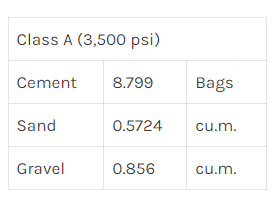 Class A (3,500 psi)
Cement 8.799 Bags
Sand 0.5724 cu.m.
Gravel 0.856 cu.m.